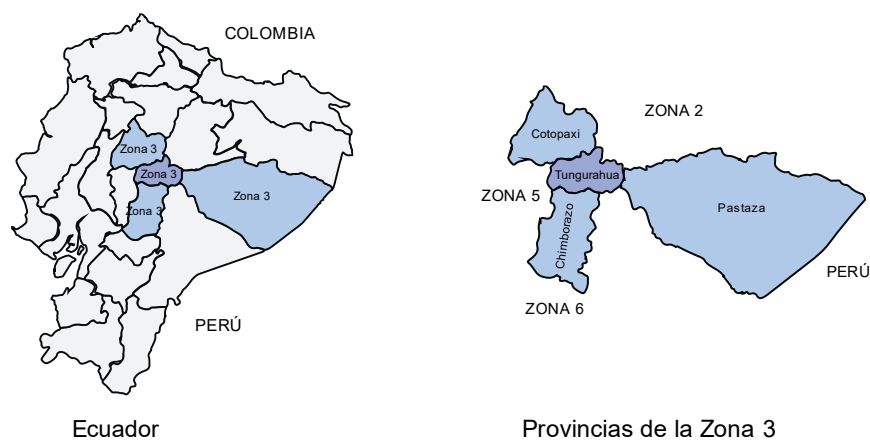 COLOMBIA
Zona 3
Zona 3
Zona 3
Zona 3
PERÚ
Ecuador
ZONA 2
Cotopaxi
Tungurahua
ZONA 5
Chimborazo
Pastaza
PERÚ
ZONA 6
Provincias de la Zona 3